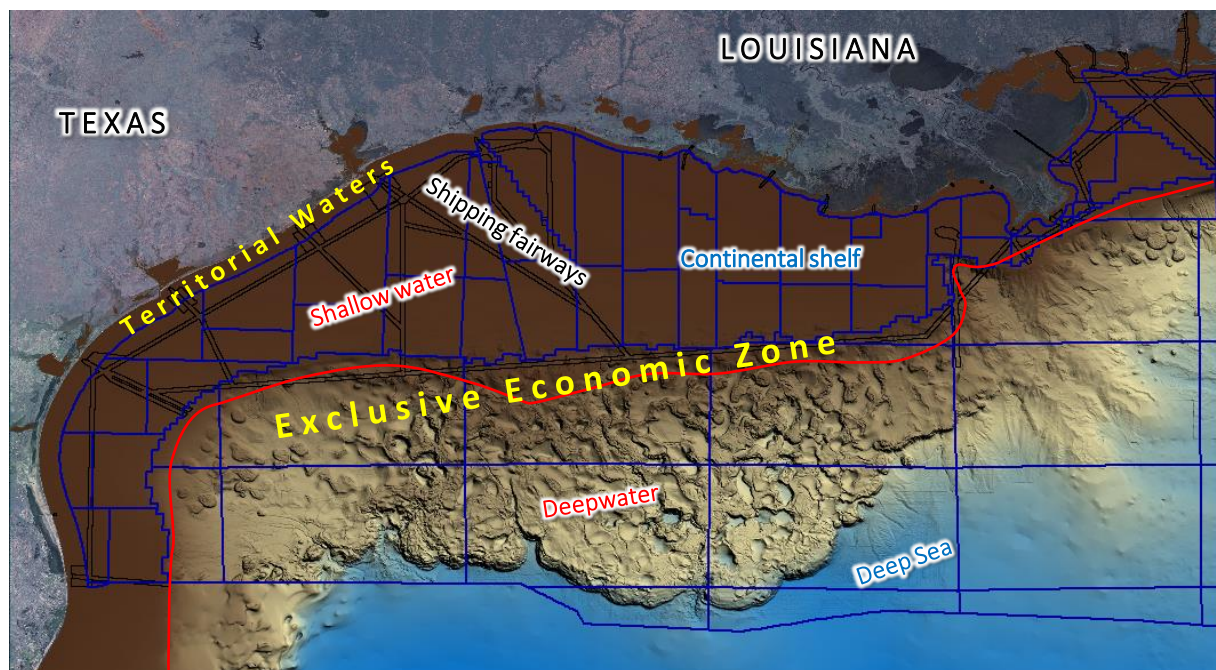 LOUISIANA
TEXAS
Territorial Waters
Shipping fairways
Continental shelf
Shallow water
Exclusive Economic Zone
Deepwater
Deep Sea